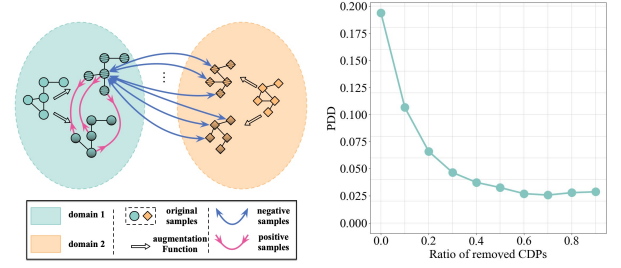 ⋮
domain 1
original
samples
negative
samples
domain 2
augmentation
Function
positive
samples
0.200
0.175
0.150
0.125
0.100
0.075
0.050
0.025
0.000
PDD
0.0 0.2 0.4 0.6 0.8
Ratio of removed CDPs